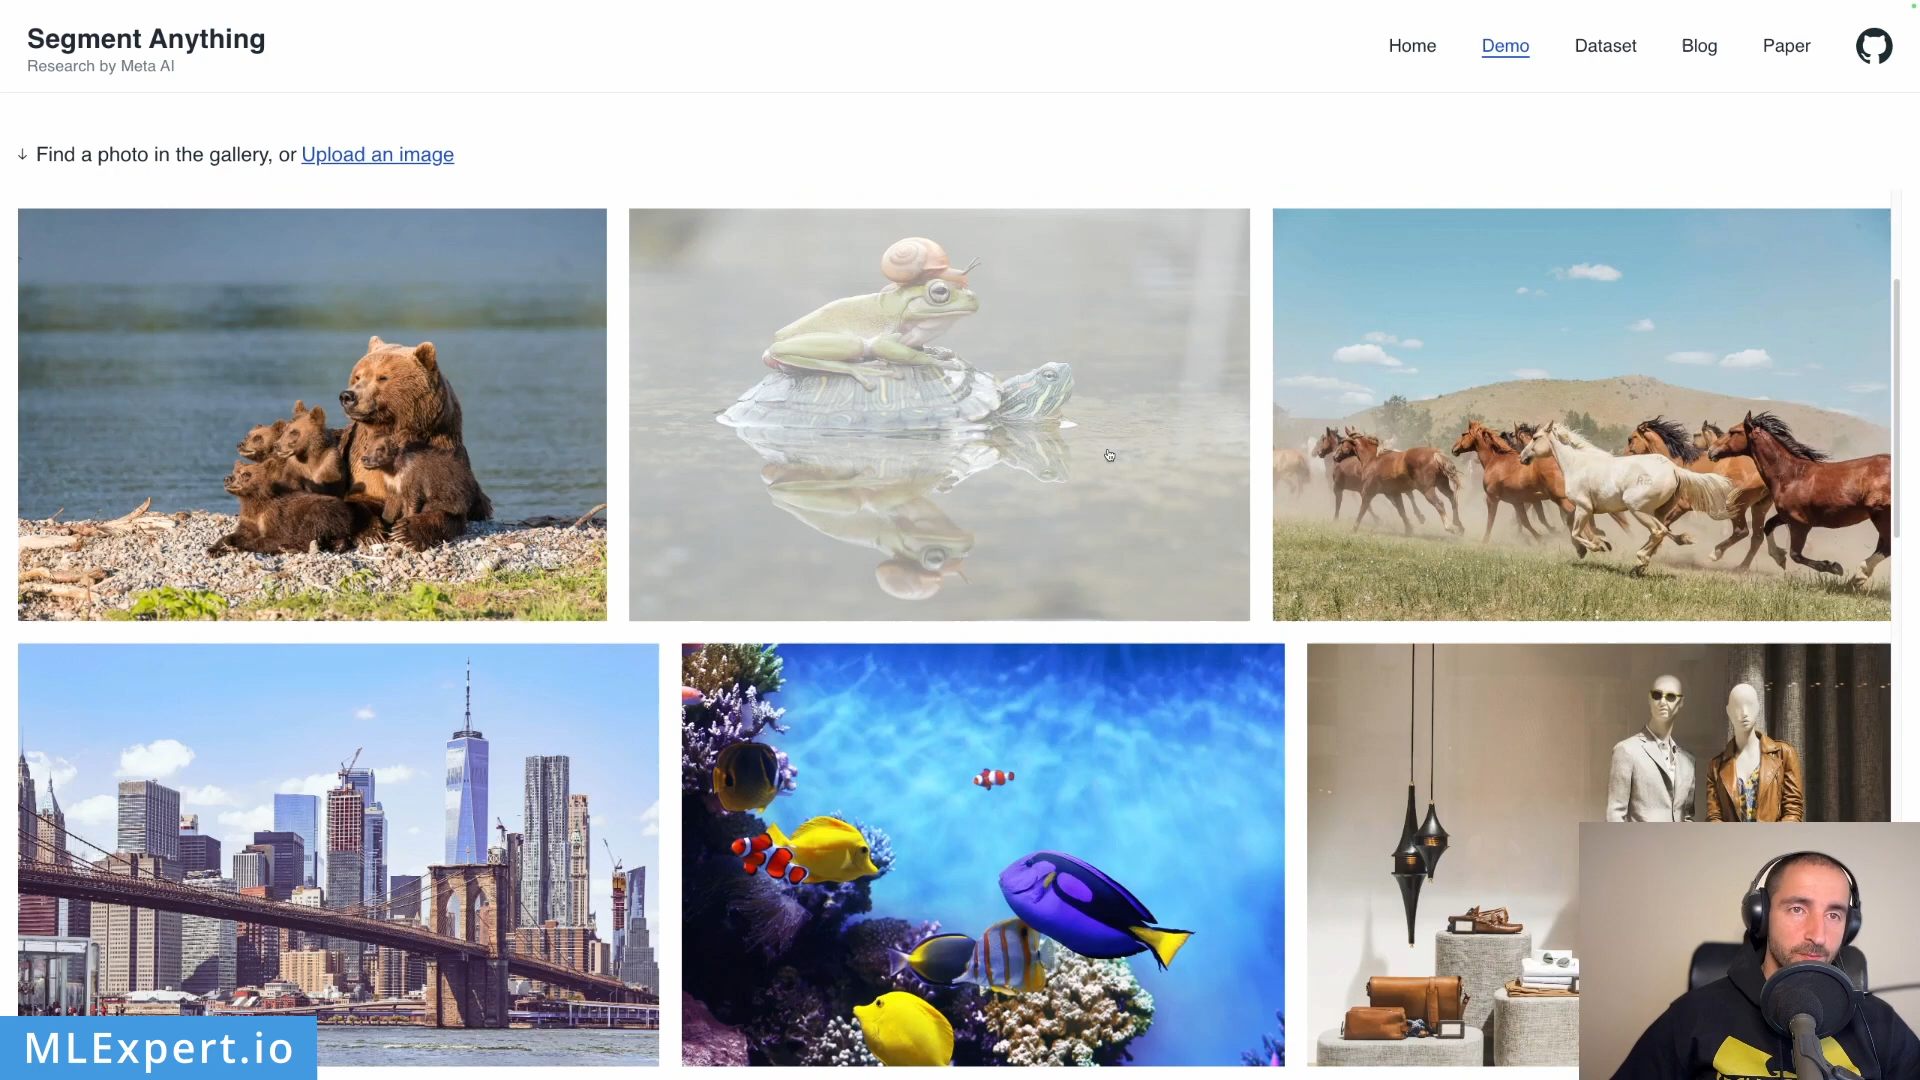 Segment Anything
Research by Meta AI
Home
Demo
Dataset
Blog
Paper
↓ Find a photo in the gallery, or Upload an image
MLExpert.io